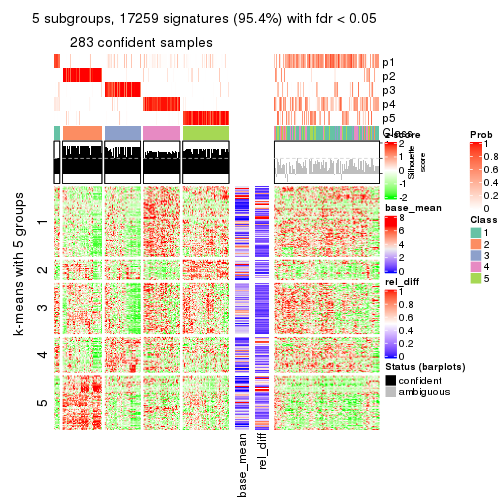 5 subgroups, 17259 signatures (95.4%) with fdr < 0.05
283 confident samples
p1
p2
p3
p4
p5
Class
k-means with 5 groups
1
2
3
4
5
base_mean
rel_diff
Silhouette
score
z-score
2
1
0
-1
-2
base_mean
8
6
4
2
0
rel_diff
1
0.8
0.6
0.4
0.2
0
Status (barplots)
confident
ambiguous
Prob
1
0.8
0.6
0.4
0.2
0
Class
1
2
3
4
5